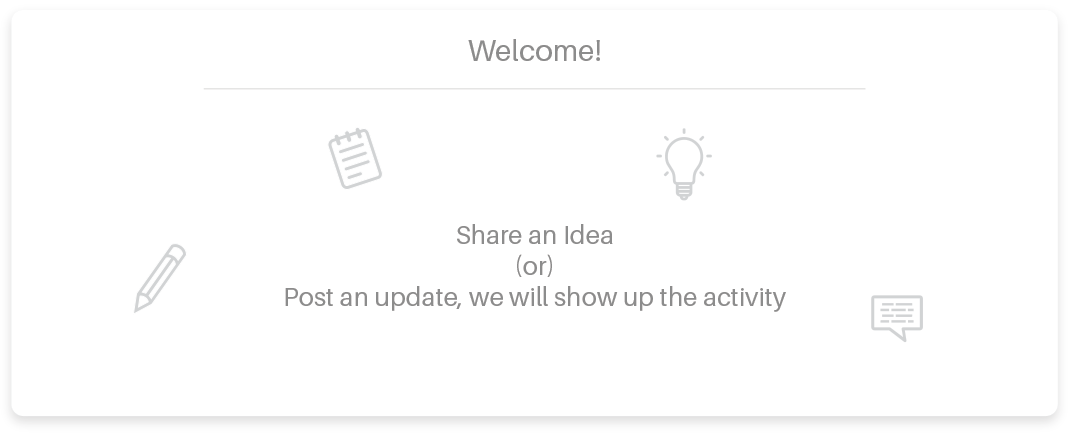 Welcome!
Share an Idea
(or)
Post an update, we will show up the activity